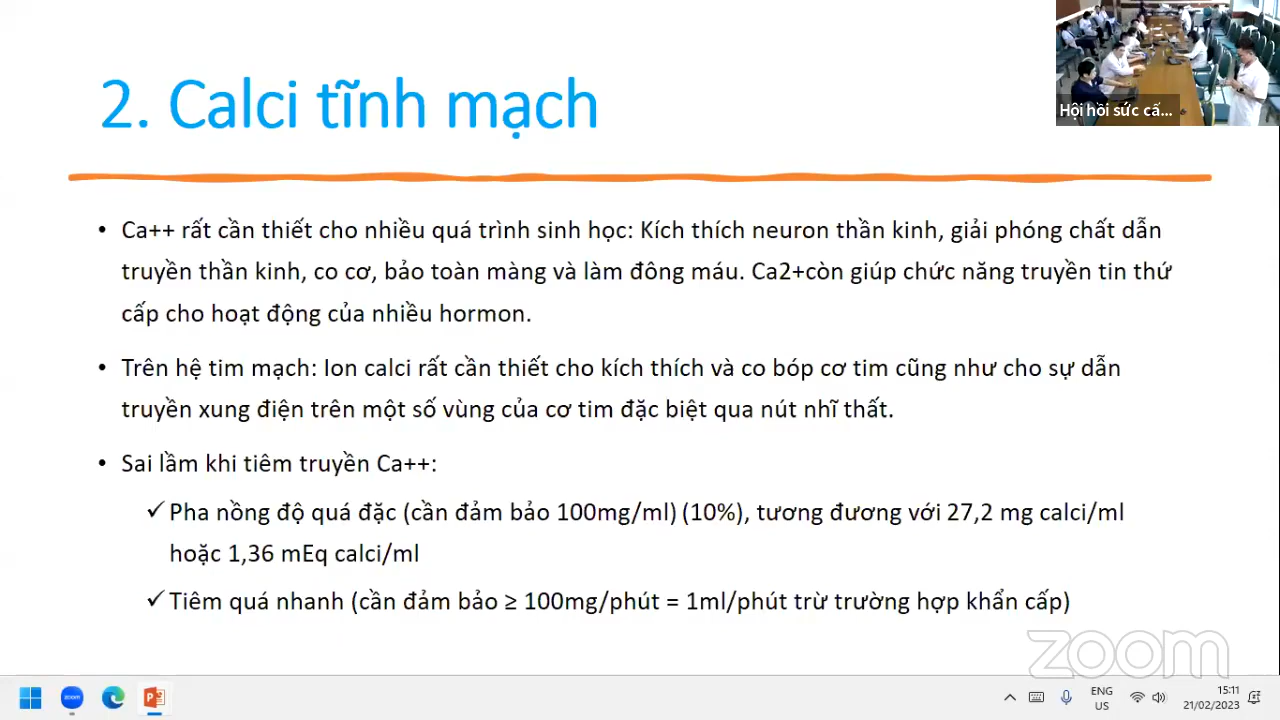 2. Calci tĩnh mạch
Hội hồi sức cấ...
• Ca++ rất cần thiết cho nhiều quá trình sinh học: Kích thích neuron thần kinh, giải phóng chất dẫn
truyền thần kinh, co cơ, bảo toàn màng và làm đông máu. Ca2+còn giúp chức năng truyền tin thứ
cấp cho hoạt động của nhiều hormon.
• Trên hệ tim mạch: Ion calci rất cần thiết cho kích thích và co bóp cơ tim cũng như cho sự dẫn
truyền xung điện trên một số vùng của cơ tim đặc biệt qua nút nhĩ thất.
• Sai lầm khi tiêm truyền Ca++:
✓ Pha nồng độ quá đặc (cần đảm bảo 100mg/ml) (10%), tương đương với 27,2 mg calci/ml
hoặc 1,36 mEq calci/ml
✓ Tiêm quá nhanh (cần đảm bảo ≥ 100mg/phút = 1ml/phút trừ trường hợp khẩn cấp)
zoom
zoom
ENG
US
15:11
21/02/2023